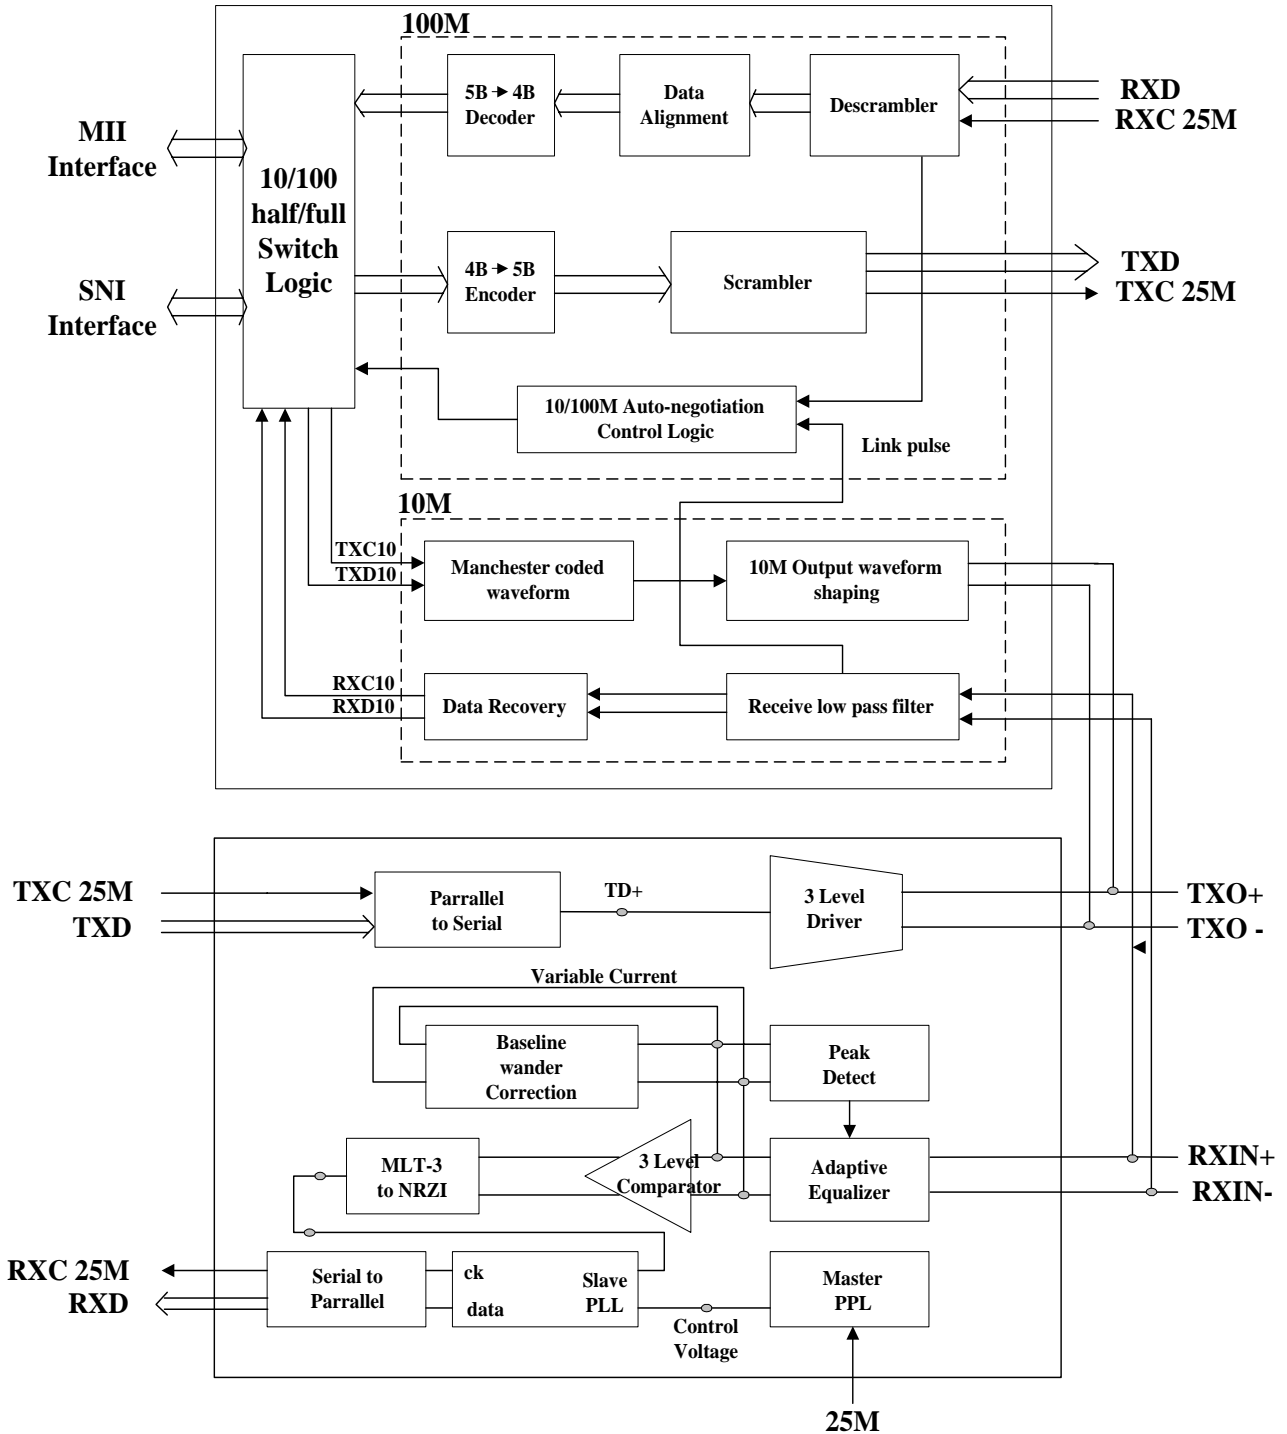 100M
MII
Interface
SNI
Interface
10/100
half/full
Switch
Logic
5B → 4B
Decoder
Data
Alignment
Descrambler
RXD
RXC 25M
4B → 5B
Encoder
Scrambler
TXD
TXC 25M
10/100M Auto-negotiation
Control Logic
Link pulse
10M
TXC10
TXD10
Manchester coded
waveform
10M Output waveform
shaping
RXC10
RXD10
Data Recovery
Receive low pass filter
TXC 25M
TXD
Parrallel
to Serial
TD+
3 Level
Driver
TXO+
TXO -
Variable Current
Baseline
wander
Correction
Peak
Detect
MLT-3
to NRZI
3 Level
Comparator
Adaptive
Equalizer
RXIN+
RXIN-
RXC 25M
RXD
Serial to
Parrallel
ck
data
Slave
PLL
Control
Voltage
Master
PPL
25M